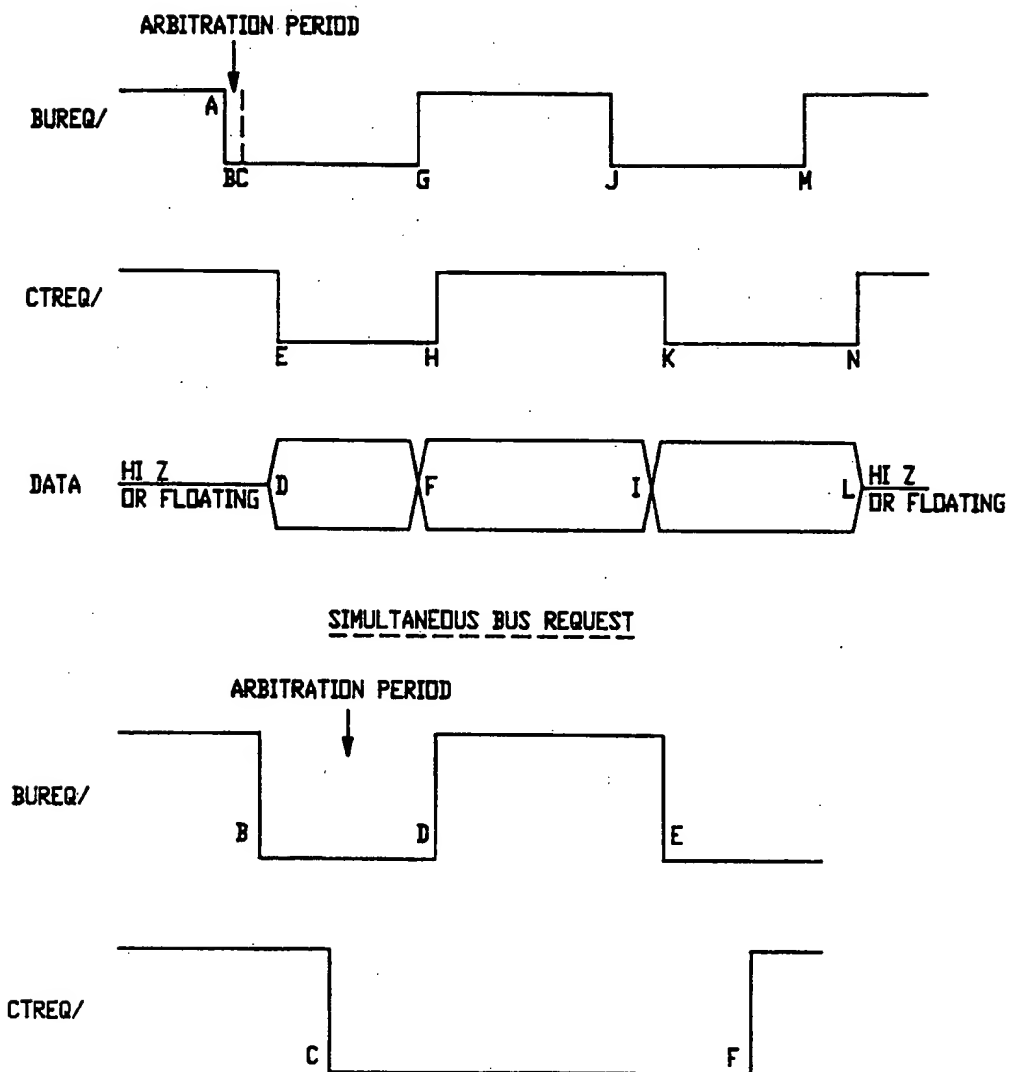 ARBITRATION PERIOD
BUREQ/
A
BC
G
J
M
CTREQ/
E
H
K
N
DATA
HI Z
OR FLOATING
D
F
I
L
HI Z
OR FLOATING
SIMULTANEOUS BUS REQUEST
ARBITRATION PERIOD
BUREQ/
B
D
E
CTREQ/
C
F